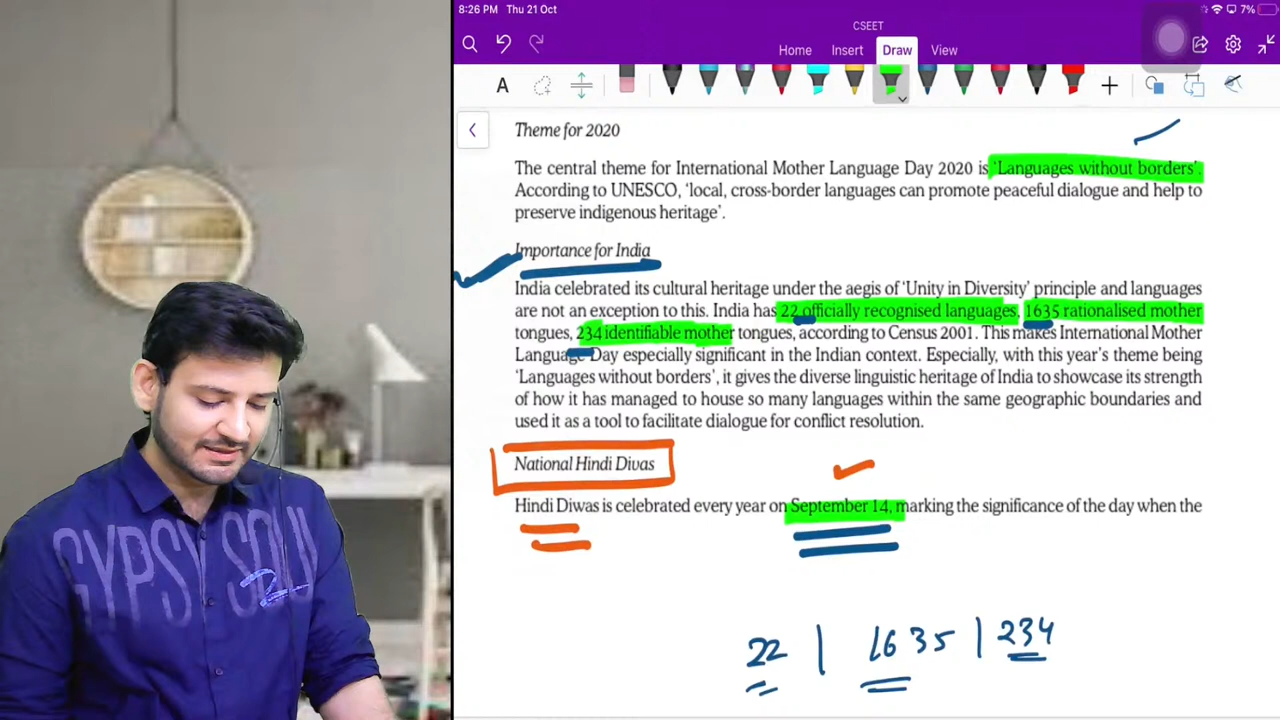 8:26 PM Thu 21 Oct
7%
CSEET
Home Insert Draw View
A
Theme for 2020
The central theme for International Mother Language Day 2020 is 'Languages without borders'.
According to UNESCO, 'local, cross-border languages can promote peaceful dialogue and help to
preserve indigenous heritage'.
Importance for India
India celebrated its cultural heritage under the aegis of 'Unity in Diversity' principle and languages
are not an exception to this. India has 22 officially recognised languages, 1635 rationalised mother
tongues, 234 identifiable mother tongues, according to Census 2001. This makes International Mother
Language Day especially significant in the Indian context. Especially, with this year's theme being
'Languages without borders', it gives the diverse linguistic heritage of India to showcase its strength
of how it has managed to house so many languages within the same geographic boundaries and
used it as a tool to facilitate dialogue for conflict resolution.
National Hindi Divas
Hindi Diwas is celebrated every year on September 14, marking the significance of the day when the
22 | 1635 | 234
GYPSY SOUL